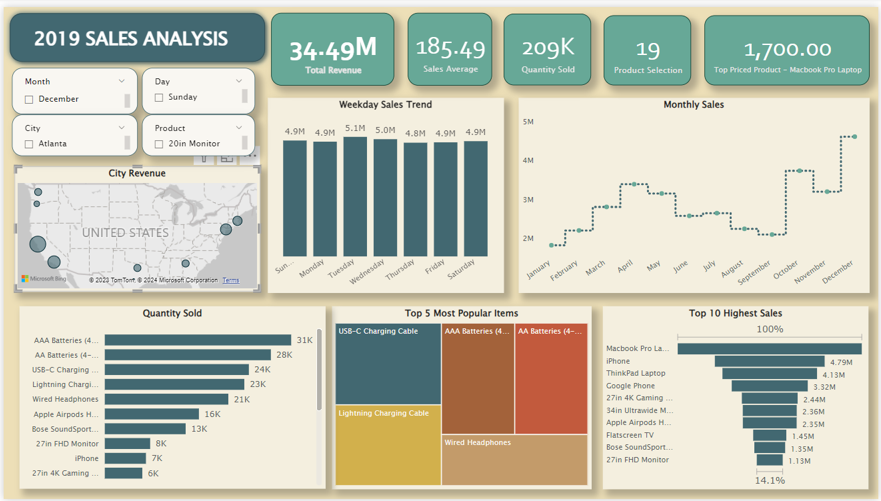 2019 SALES ANALYSIS
34.49M
Total Revenue
185.49
Sales Average
209K
Quantity Sold
19
Product Selection
1,700.00
Top Priced Product - Macbook Pro Laptop
Month
December
Day
Sunday
City
Atlanta
Product
20in Monitor
City Revenue
UNITED STATES
Microsoft Bing
© 2023 TomTom, © 2024 Microsoft Corporation Terms
Weekday Sales Trend
4.9M 4.9M 5.1M 5.0M 4.8M 4.9M 4.9M
Sun... Monday Tuesday Wednesday Thursday Friday Saturday
Monthly Sales
5M
4M
3M
2M
January February March April May June July August September October November December
Quantity Sold
AAA Batteries (4... 31K
AA Batteries (4-... 28K
USB-C Charging ... 24K
Lightning Chargi... 23K
Wired Headphones 21K
Apple Airpods H... 16K
Bose SoundSport... 13K
27in FHD Monitor 8K
iPhone 7K
27in 4K Gaming ... 6K
Top 5 Most Popular Items
USB-C Charging Cable
AAA Batteries (4...
AA Batteries (4-...
Lightning Charging Cable
Wired Headphones
Top 10 Highest Sales
100%
Macbook Pro La...
iPhone 4.79M
ThinkPad Laptop 4.13M
Google Phone 3.32M
27in 4K Gaming ... 2.44M
34in Ultrawide M... 2.36M
Apple Airpods H... 2.35M
Flatscreen TV 1.45M
Bose SoundSport... 1.35M
27in FHD Monitor 1.13M
14.1%